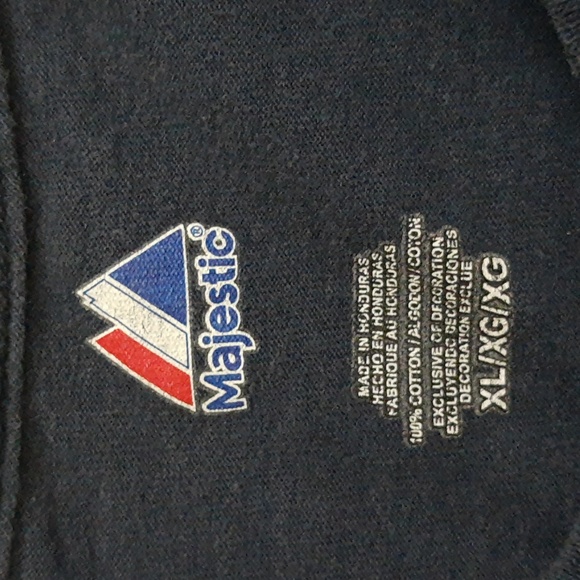 Majestic®
MADE IN HONDURAS
HECHO EN HONDURAS
FABRIQUE AU HONDURAS
100% COTTON / ALGODON / COTON
EXCLUSIVE OF DECORATION
EXCLUYENDO DECORACIONES
DECORATION EXCLUE
XL/XG/XG